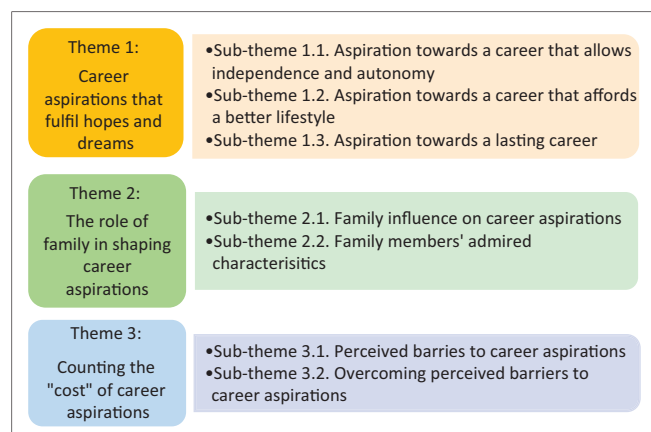 Theme 1:
Career
aspirations that
fulfil hopes and
dreams
•Sub-theme 1.1. Aspiration towards a career that allows
independence and autonomy
•Sub-theme 1.2. Aspiration towards a career that affords
a better lifestyle
•Sub-theme 1.3. Aspiration towards a lasting career
Theme 2:
The role of
family in shaping
career
aspirations
•Sub-theme 2.1. Family influence on career aspirations
•Sub-theme 2.2. Family members' admired
characterisitics
Theme 3:
Counting the
"cost" of career
aspirations
•Sub-theme 3.1. Perceived barries to career aspirations
•Sub-theme 3.2. Overcoming perceived barriers to
career aspirations